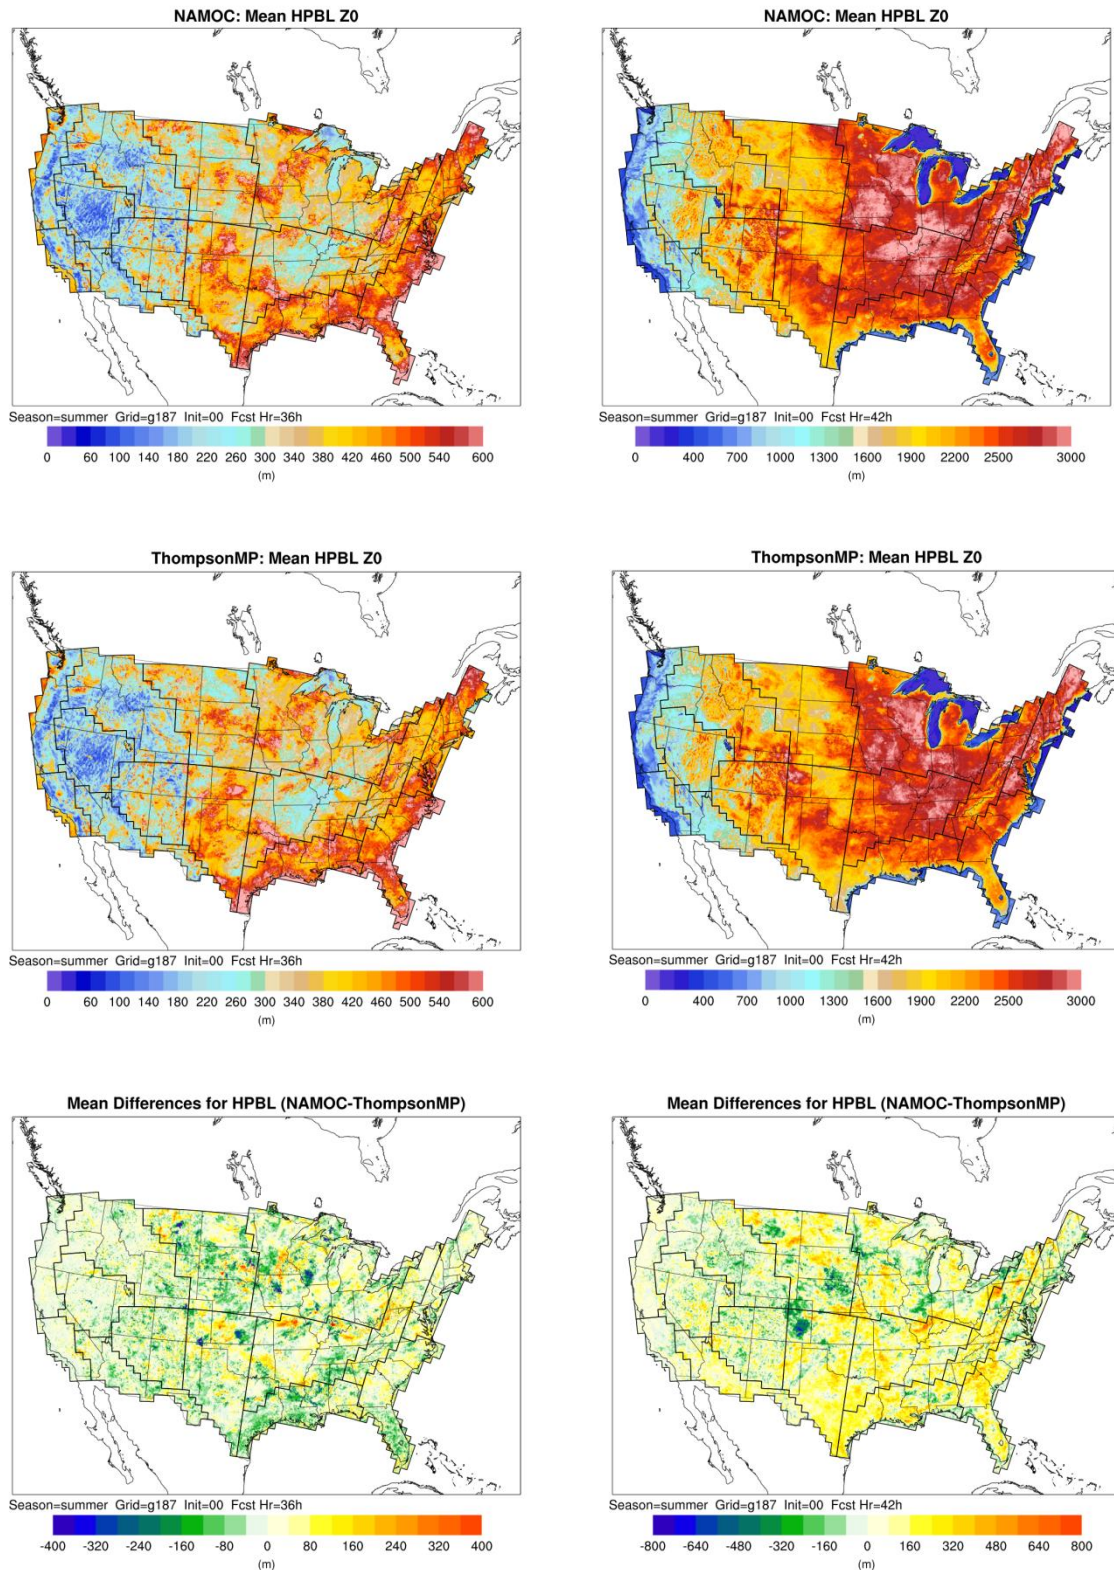 NAMOC: Mean HPBL Z0
Season=summer Grid=g187 Init=00 Fcst Hr=36h
0 60 100 140 180 220 260 300 340 380 420 460 500 540 600
(m)
NAMOC: Mean HPBL Z0
Season=summer Grid=g187 Init=00 Fcst Hr=42h
0 400 700 1000 1300 1600 1900 2200 2500 3000
(m)
ThompsonMP: Mean HPBL Z0
Season=summer Grid=g187 Init=00 Fcst Hr=36h
0 60 100 140 180 220 260 300 340 380 420 460 500 540 600
(m)
ThompsonMP: Mean HPBL Z0
Season=summer Grid=g187 Init=00 Fcst Hr=42h
0 400 700 1000 1300 1600 1900 2200 2500 3000
(m)
Mean Differences for HPBL (NAMOC-ThompsonMP)
Season=summer Grid=g187 Init=00 Fcst Hr=36h
-400 -320 -240 -160 -80 0 80 160 240 320 400
(m)
Mean Differences for HPBL (NAMOC-ThompsonMP)
Season=summer Grid=g187 Init=00 Fcst Hr=42h
-800 -640 -480 -320 -160 0 160 320 480 640 800
(m)